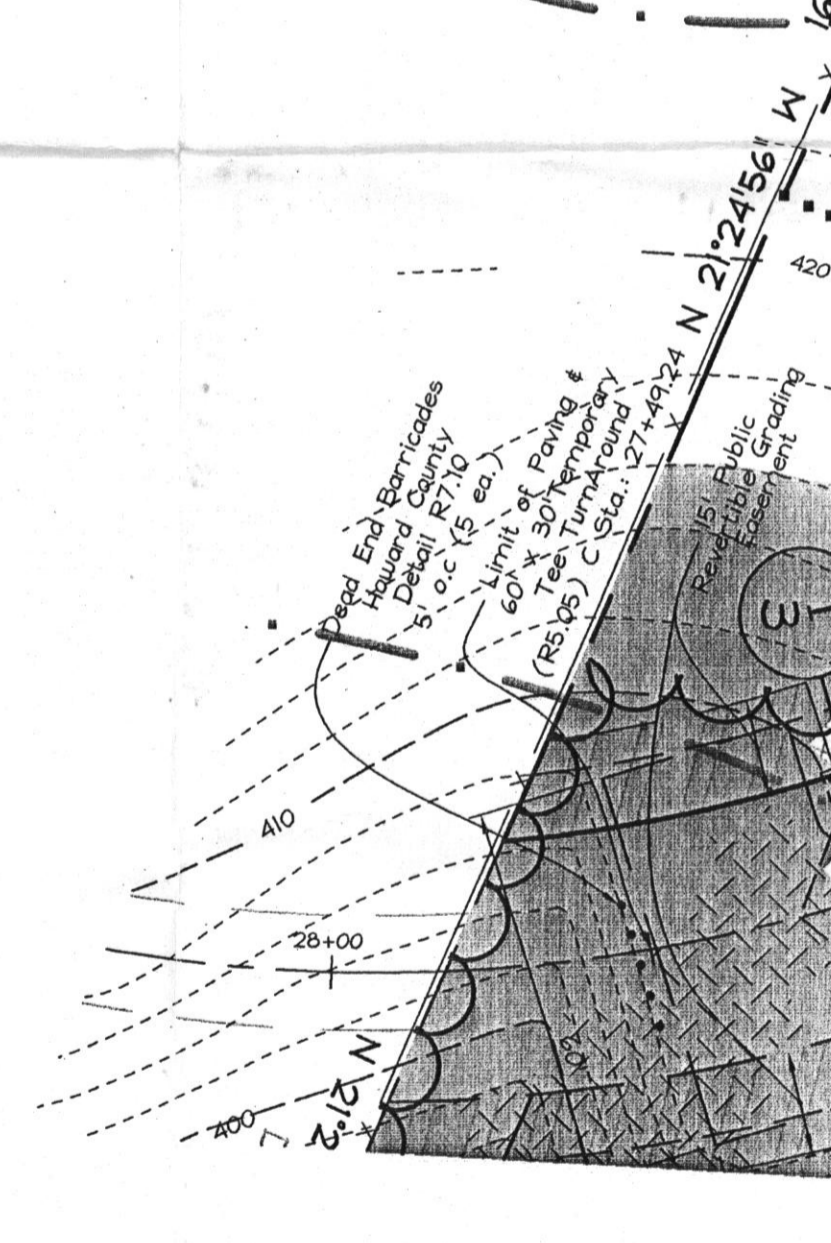 16
N 21°24'56" W
420
Dead End Barricades
Howard County
Detail R7.10
5' o.c (5 ea.)
Limit of Paving &
60' X 30' Temporary
Tee TurnAround
(R5.05) C Sta.: 27+49.24
15' Public
Revertible Grading
Easement
3
410
28+00
N 21°2
400